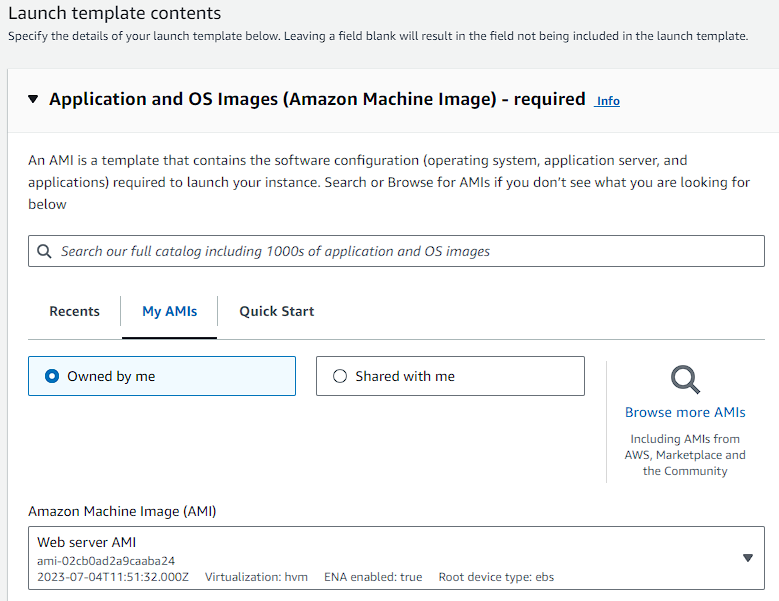 Launch template contents
Specify the details of your launch template below. Leaving a field blank will result in the field not being included in the launch template.
Application and OS Images (Amazon Machine Image) - required Info
An AMI is a template that contains the software configuration (operating system, application server, and
applications) required to launch your instance. Search or Browse for AMIs if you don't see what you are looking for
below
Search our full catalog including 1000s of application and OS images
Recents My AMIs Quick Start
Owned by me Shared with me
Browse more AMIs
Including AMIs from
AWS, Marketplace and
the Community
Amazon Machine Image (AMI)
Web server AMI
ami-02cb0ad2a9caaba24
2023-07-04T11:51:32.000Z Virtualization: hvm ENA enabled: true Root device type: ebs